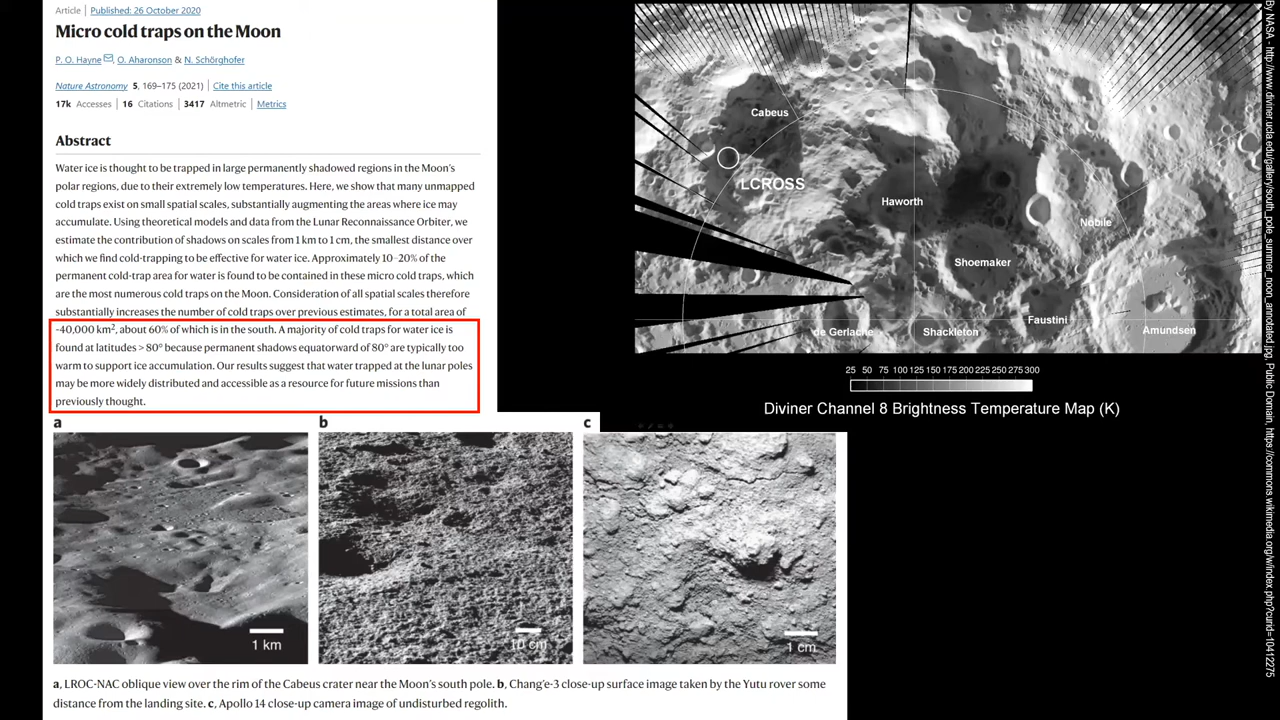 Article | Published: 26 October 2020
Micro cold traps on the Moon
P. O. Hayne, O. Aharonson & N. Schörghofer
Nature Astronomy 5, 169–175 (2021) | Cite this article
17k Accesses | 16 Citations | 3417 Altmetric | Metrics
Abstract
Water ice is thought to be trapped in large permanently shadowed regions in the Moon's
polar regions, due to their extremely low temperatures. Here, we show that many unmapped
cold traps exist on small spatial scales, substantially augmenting the areas where ice may
accumulate. Using theoretical models and data from the Lunar Reconnaissance Orbiter, we
estimate the contribution of shadows on scales from 1 km to 1 cm, the smallest distance over
which we find cold-trapping to be effective for water ice. Approximately 10–20% of the
permanent cold-trap area for water is found to be contained in these micro cold traps, which
are the most numerous cold traps on the Moon. Consideration of all spatial scales therefore
substantially increases the number of cold traps over previous estimates, for a total area of
~40,000 km², about 60% of which is in the south. A majority of cold traps for water ice is
found at latitudes > 80° because permanent shadows equatorward of 80° are typically too
warm to support ice accumulation. Our results suggest that water trapped at the lunar poles
may be more widely distributed and accessible as a resource for future missions than
previously thought.
a
b
c
1 km
10 cm
1 cm
a, LROC-NAC oblique view over the rim of the Cabeus crater near the Moon's south pole. b, Chang'e-3 close-up surface image taken by the Yutu rover some
distance from the landing site. c, Apollo 14 close-up camera image of undisturbed regolith.
Cabeus
LCROSS
Haworth
Nobile
Shoemaker
Faustini
de Gerlache
Shackleton
Amundsen
25 50 75 100 125 150 175 200 225 250 275 300
Diviner Channel 8 Brightness Temperature Map (K)
By NASA - http://www.diviner.ucla.edu/gallery/south_pole_summer_noon_annotated.jpg, Public Domain, https://commons.wikimedia.org/w/index.php?curid=10412275